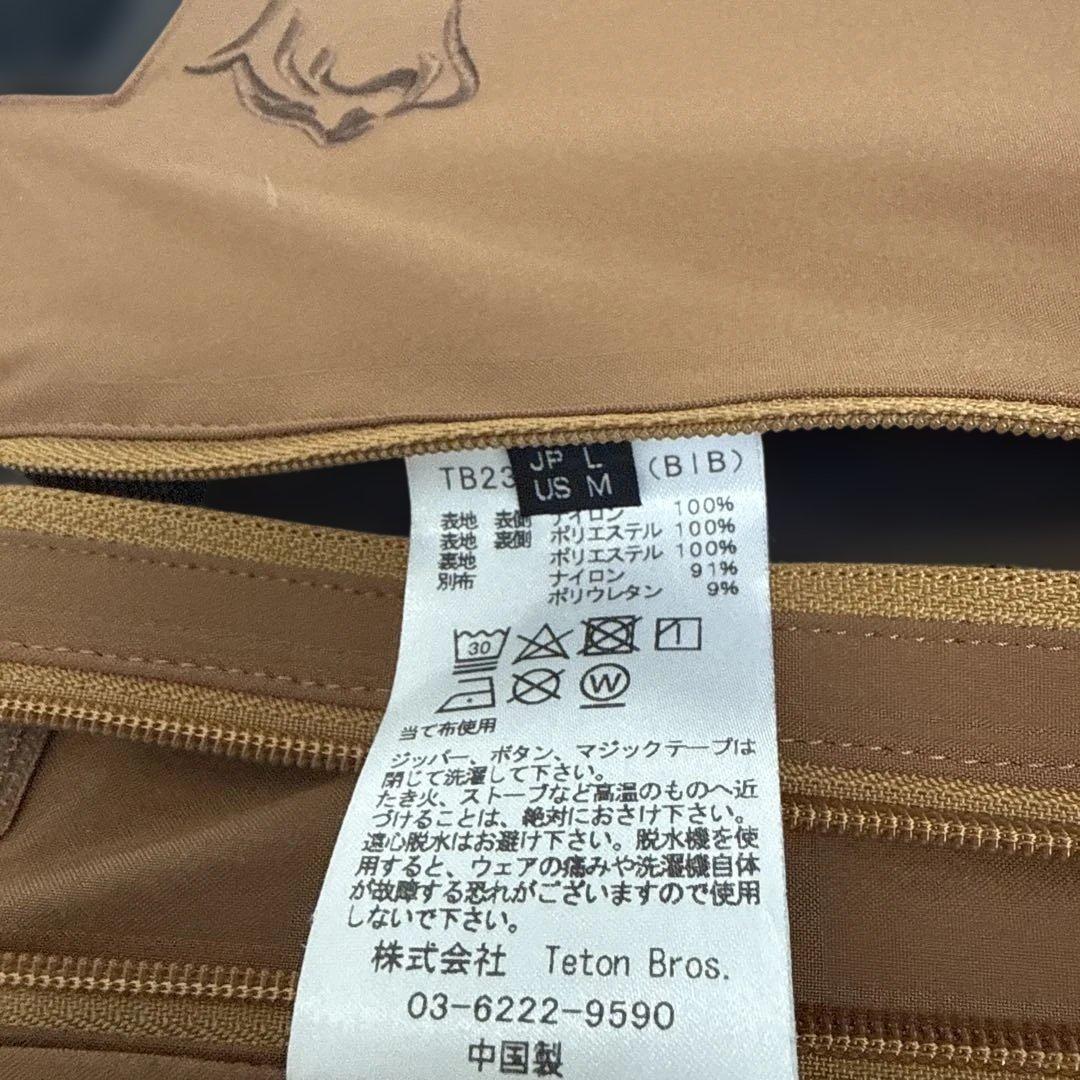 TB23
JP L
US M
(BIB)
表地 表側 ナイロン 100%
表地 裏側 ポリエステル 100%
裏地 ポリエステル 100%
別布 ナイロン 91%
ポリウレタン 9%
30
W
当て布使用
ジッパー、ボタン、マジックテープは
閉じて洗濯して下さい。
たき火、ストーブなど高温のものへ近
づけることは、絶対におさけ下さい。
遠心脱水はお避け下さい。脱水機を使
用すると、ウェアの痛みや洗濯機自体
が故障する恐れがございますので使用
しないで下さい。
株式会社 Teton Bros.
03-6222-9590
中国製